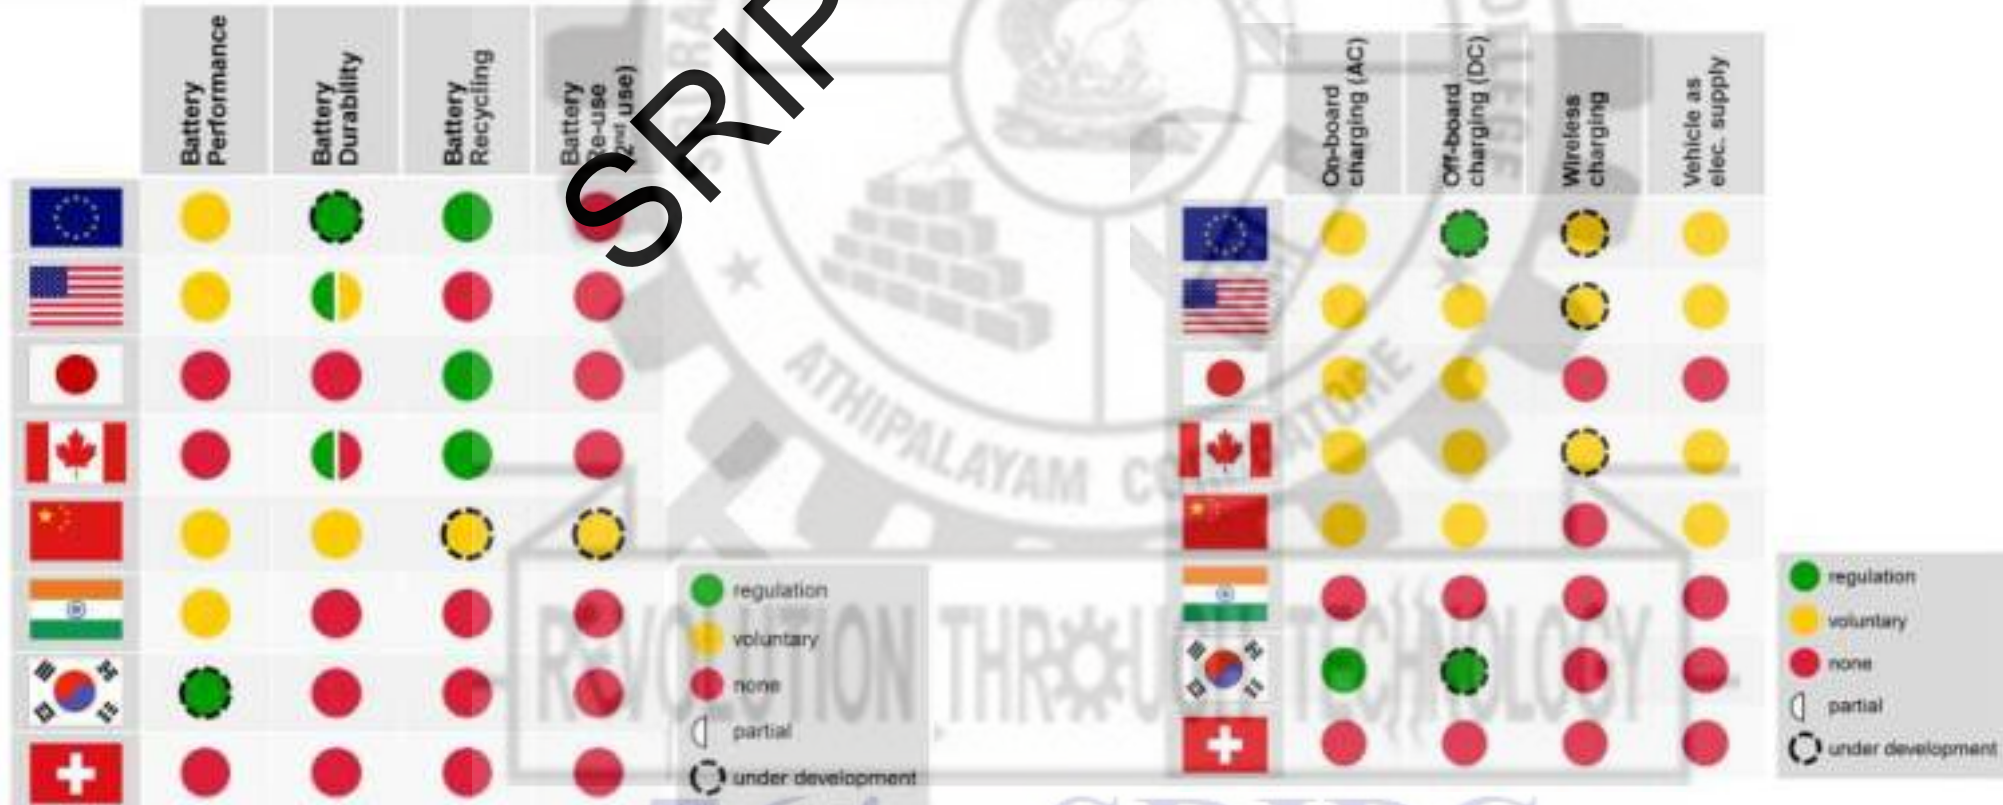 Battery
Performance
Battery
Durability
Battery
Recycling
Battery
Re-use
2nd use)
SRIP
On-board
charging (AC)
Off-board
charging (DC)
Wireless
charging
Vehicle as
elec. supply
ATHIPALAYAM
REVOLUTION THROUGH TECHNOLOGY
regulation
voluntary
none
partial
under development
regulation
voluntary
none
partial
under development